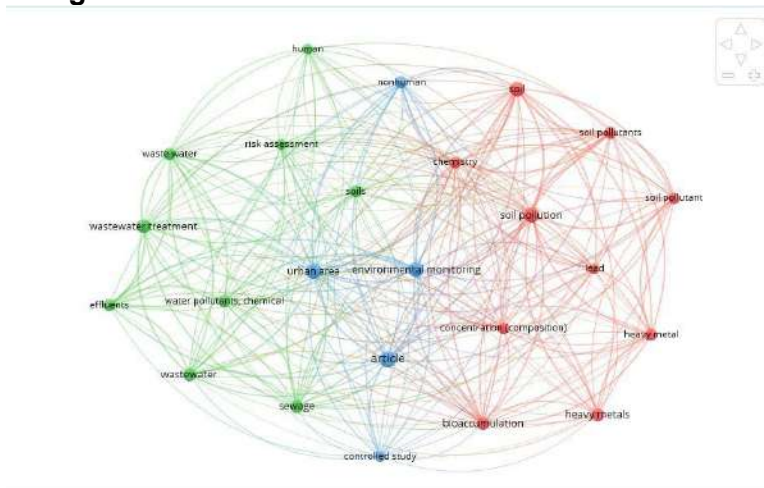 human
nonhuman
soil
soil pollutants
risk assessment
waste water
chemistry
soils
soil pollutant
soil pollution
wastewater treatment
urban area
environmental monitoring
lead
effluents
water pollutants, chemical
concentration (composition)
heavy metal
article
wastewater
sewage
heavy metals
bioaccumulation
controlled study